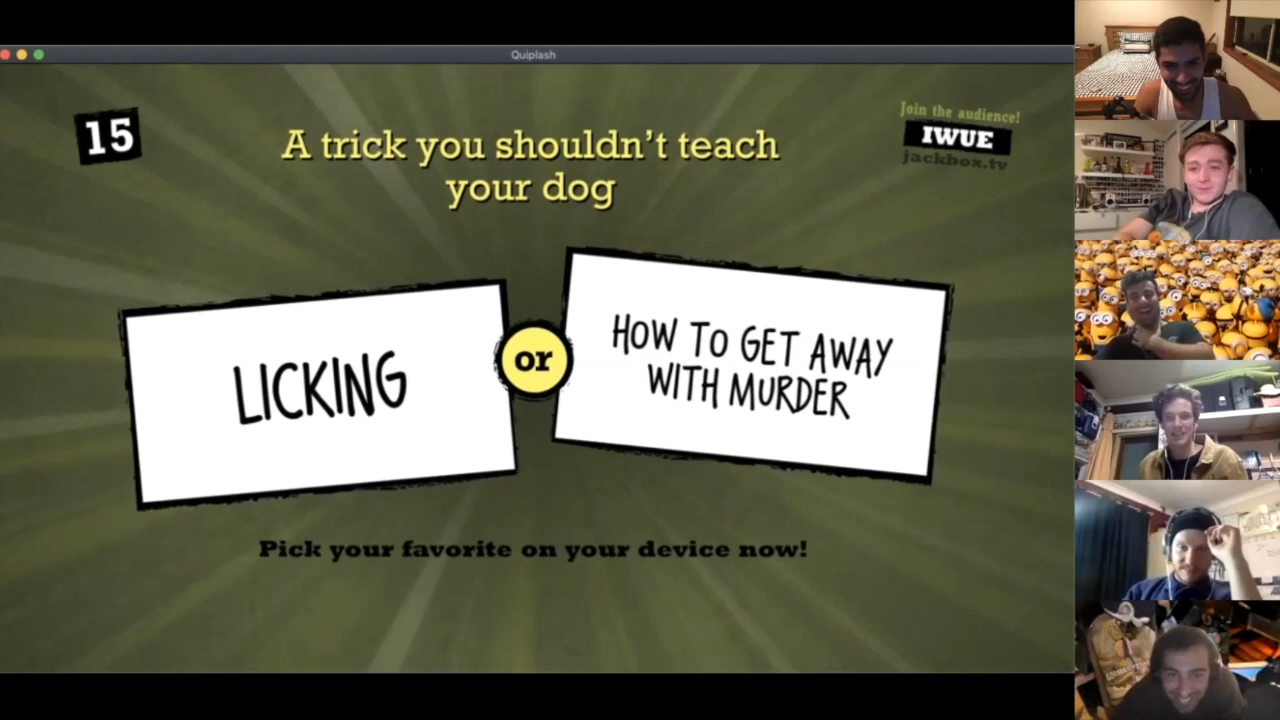 Quiplash
15
A trick you shouldn't teach
your dog
Join the audience!
IWUE
jackbox.tv
LICKING
or
HOW TO GET AWAY
WITH MURDER
Pick your favorite on your device now!